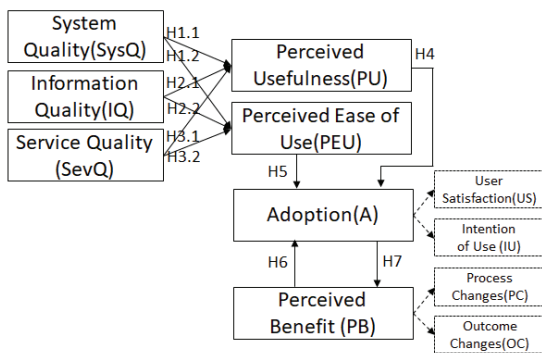 System
Quality(SysQ)
H1.1
H1.2
Perceived
Usefulness(PU)
H4
Information
Quality(IQ)
H2.1
H2.2
Service Quality
(SevQ)
H3.1
H3.2
Perceived Ease of
Use(PEU)
H5
Adoption(A)
User
Satisfaction(US)
Intention
of Use (IU)
H6
H7
Perceived
Benefit (PB)
Process
Changes(PC)
Outcome
Changes(OC)